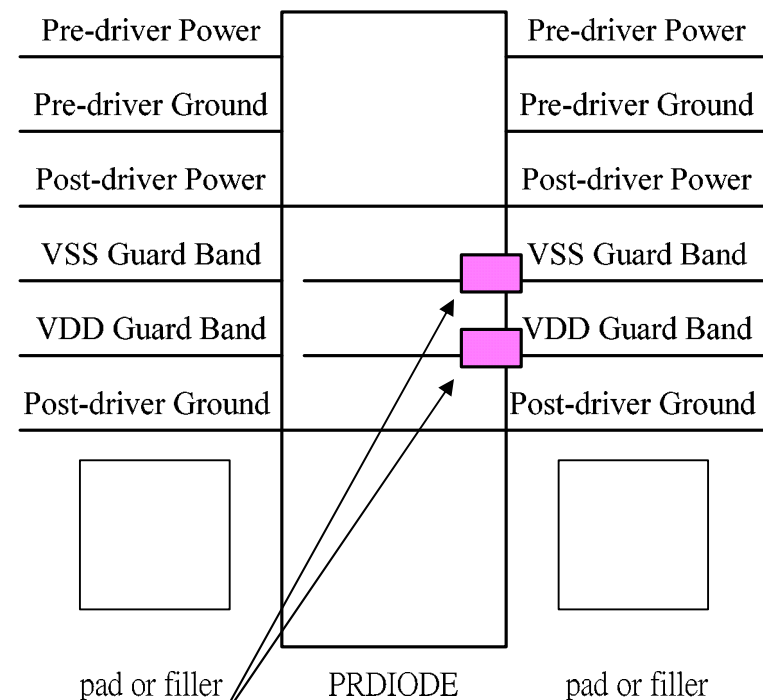 Pre-driver Power Pre-driver Power
Pre-driver Ground Pre-driver Ground
Post-driver Power Post-driver Power
VSS Guard Band VSS Guard Band
VDD Guard Band VDD Guard Band
Post-driver Ground Post-driver Ground
pad or filler PRDIODE pad or filler